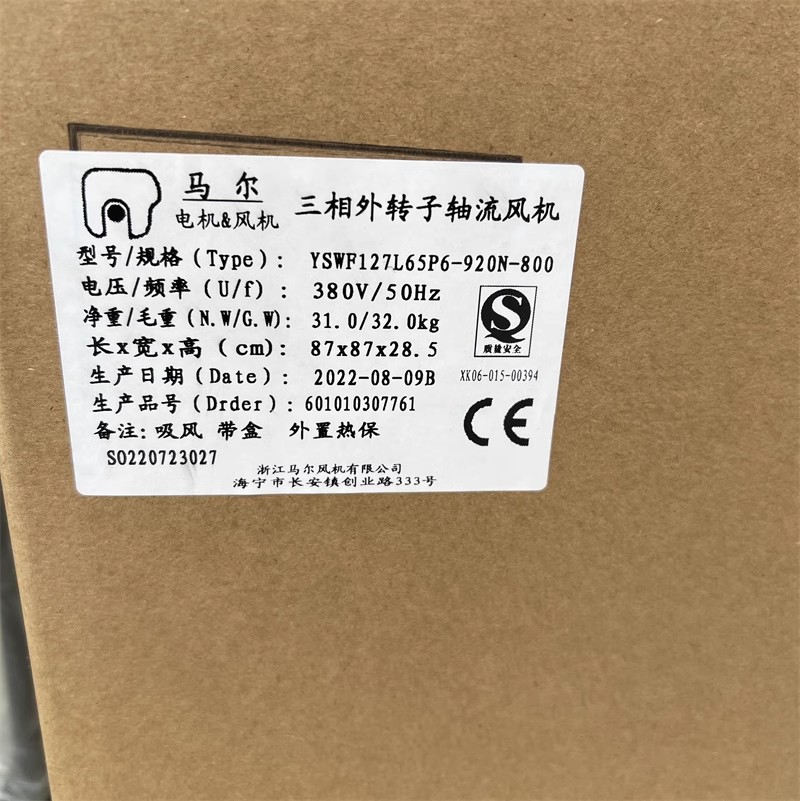 马尔
电机&风机
三相外转子轴流风机
型号/规格(Type): YSWF127L65P6-920N-800
电压/频率(U/f): 380V/50Hz
净重/毛重(N.W/G.W): 31.0/32.0kg
长x宽x高(cm): 87x87x28.5
质量安全
生产日期(Date): 2022-08-09B
XK06-015-00394
生产品号(Drder): 601010307761
CE
备注: 吸风 带盒 外置热保
SO220723027
浙江马尔风机有限公司
海宁市长安镇创业路333号